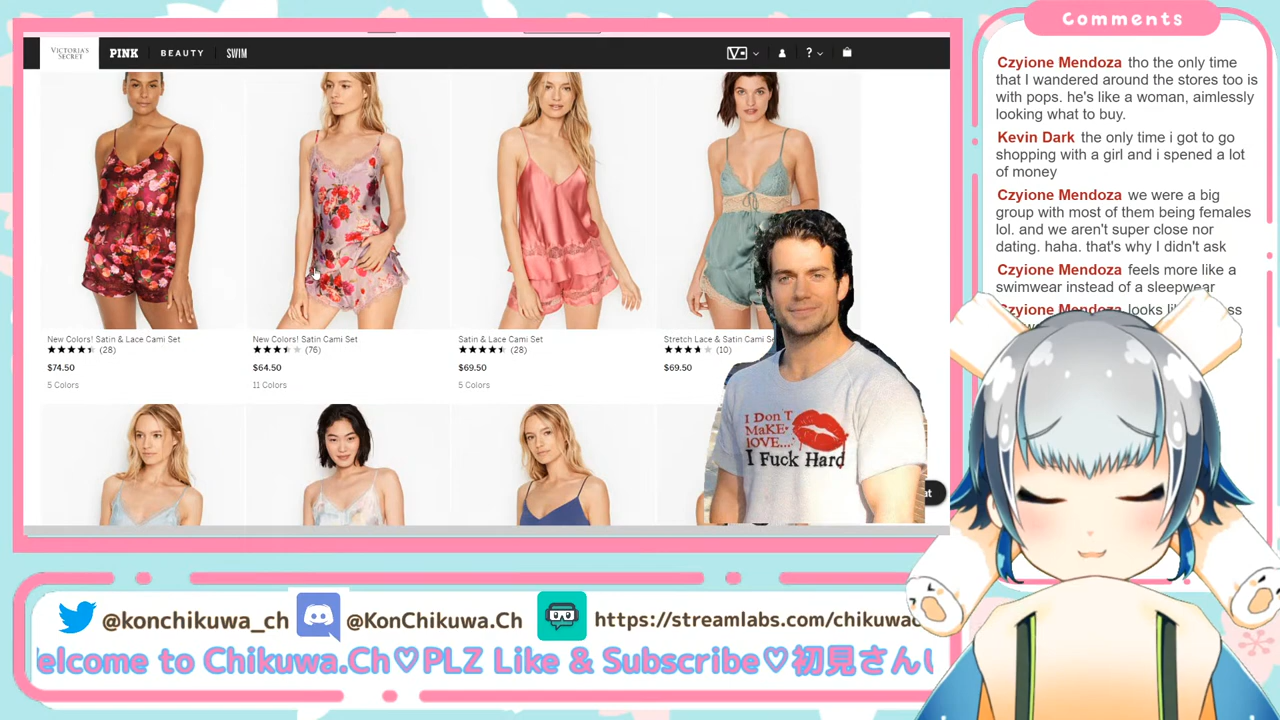 VICTORIA'S
SECRET
PINK
BEAUTY
SWIM
?
Comments
Czyione Mendoza tho the only time
that I wandered around the stores too is
with pops. he's like a woman, aimlessly
looking what to buy.
Kevin Dark the only time i got to go
shopping with a girl and i spened a lot
of money
Czyione Mendoza we were a big
group with most of them being females
lol. and we aren't super close nor
dating. haha. that's why I didn't ask
Czyione Mendoza feels more like a
swimwear instead of a sleepwear
Czyione Mendoza looks
New Colors! Satin & Lace Cami Set
(28)
$74.50
5 Colors
New Colors! Satin Cami Set
(76)
$64.50
11 Colors
Satin & Lace Cami Set
(28)
$69.50
5 Colors
Stretch Lace & Satin Cami
(10)
$69.50
I DON'T
MAKE
LOVE....
I Fuck Hard
@konchikuwa_ch
@KonChikuwa.Ch
https://streamlabs.com/chikuwac
elcome to Chikuwa.Ch♡PLZ Like & Subscribe♡初見さんい